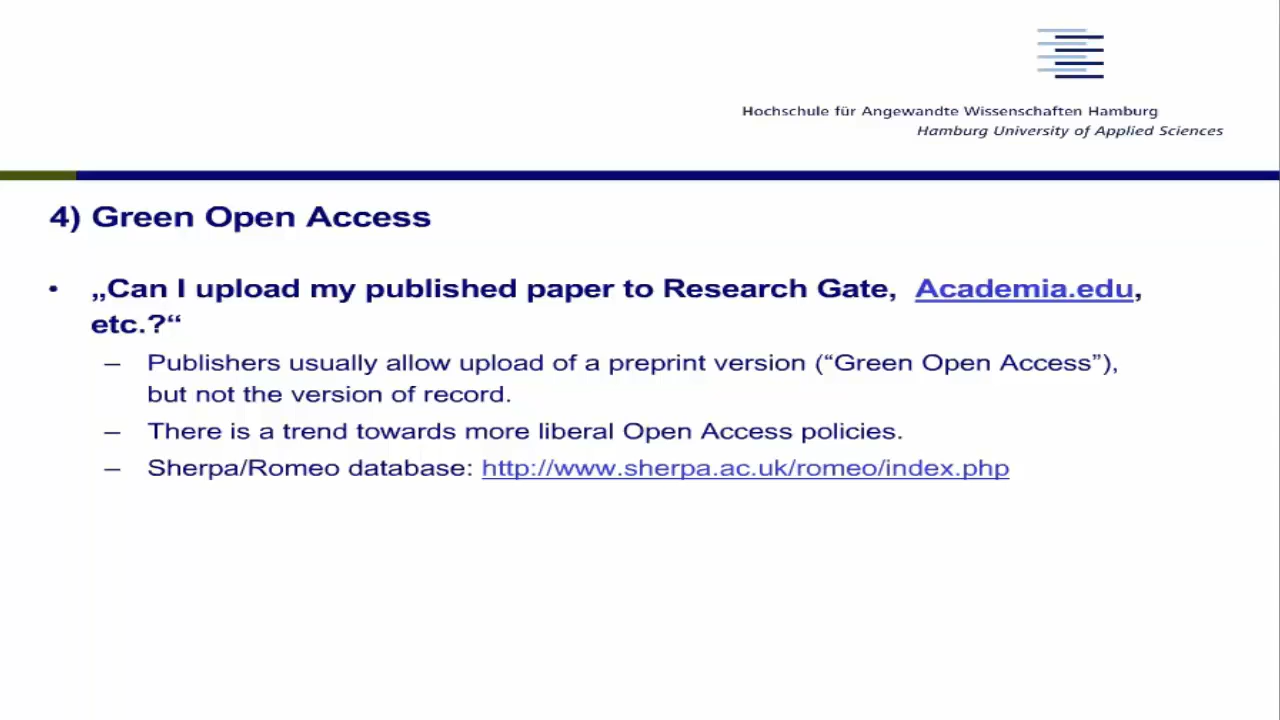 Hochschule für Angewandte Wissenschaften Hamburg
Hamburg University of Applied Sciences
4) Green Open Access
• „Can I upload my published paper to Research Gate, Academia.edu,
etc.?“
– Publishers usually allow upload of a preprint version (“Green Open Access”),
but not the version of record.
– There is a trend towards more liberal Open Access policies.
– Sherpa/Romeo database: http://www.sherpa.ac.uk/romeo/index.php